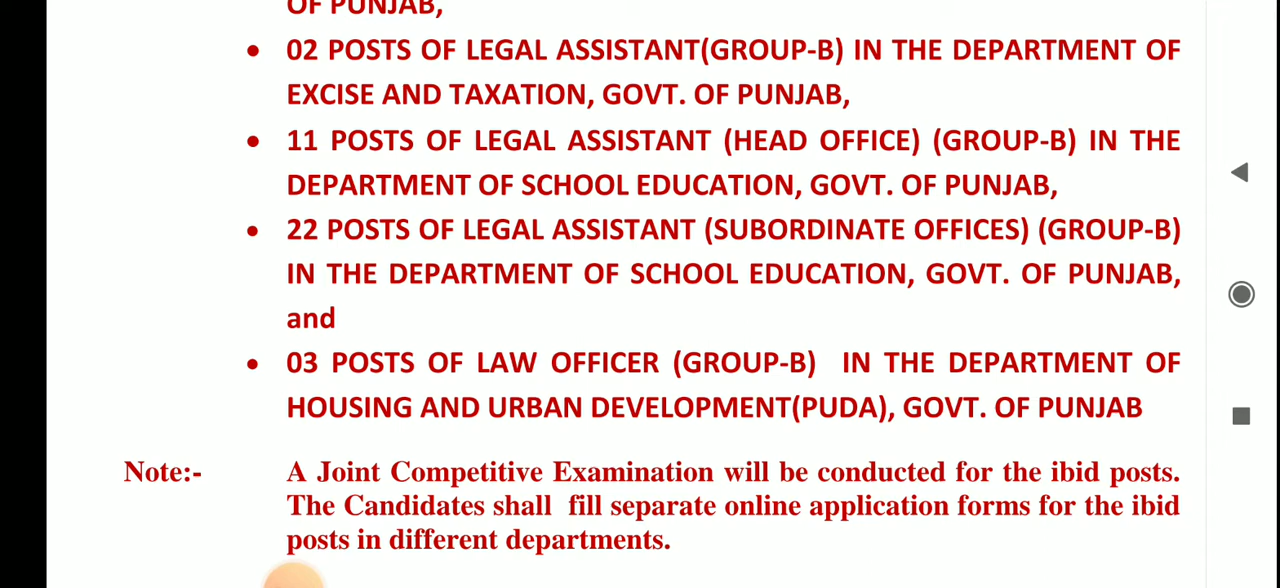 OF PUNJAB,
• 02 POSTS OF LEGAL ASSISTANT(GROUP-B) IN THE DEPARTMENT OF
EXCISE AND TAXATION, GOVT. OF PUNJAB,
• 11 POSTS OF LEGAL ASSISTANT (HEAD OFFICE) (GROUP-B) IN THE
DEPARTMENT OF SCHOOL EDUCATION, GOVT. OF PUNJAB,
• 22 POSTS OF LEGAL ASSISTANT (SUBORDINATE OFFICES) (GROUP-B)
IN THE DEPARTMENT OF SCHOOL EDUCATION, GOVT. OF PUNJAB,
and
• 03 POSTS OF LAW OFFICER (GROUP-B) IN THE DEPARTMENT OF
HOUSING AND URBAN DEVELOPMENT(PUDA), GOVT. OF PUNJAB
Note:- A Joint Competitive Examination will be conducted for the ibid posts.
The Candidates shall fill separate online application forms for the ibid
posts in different departments.